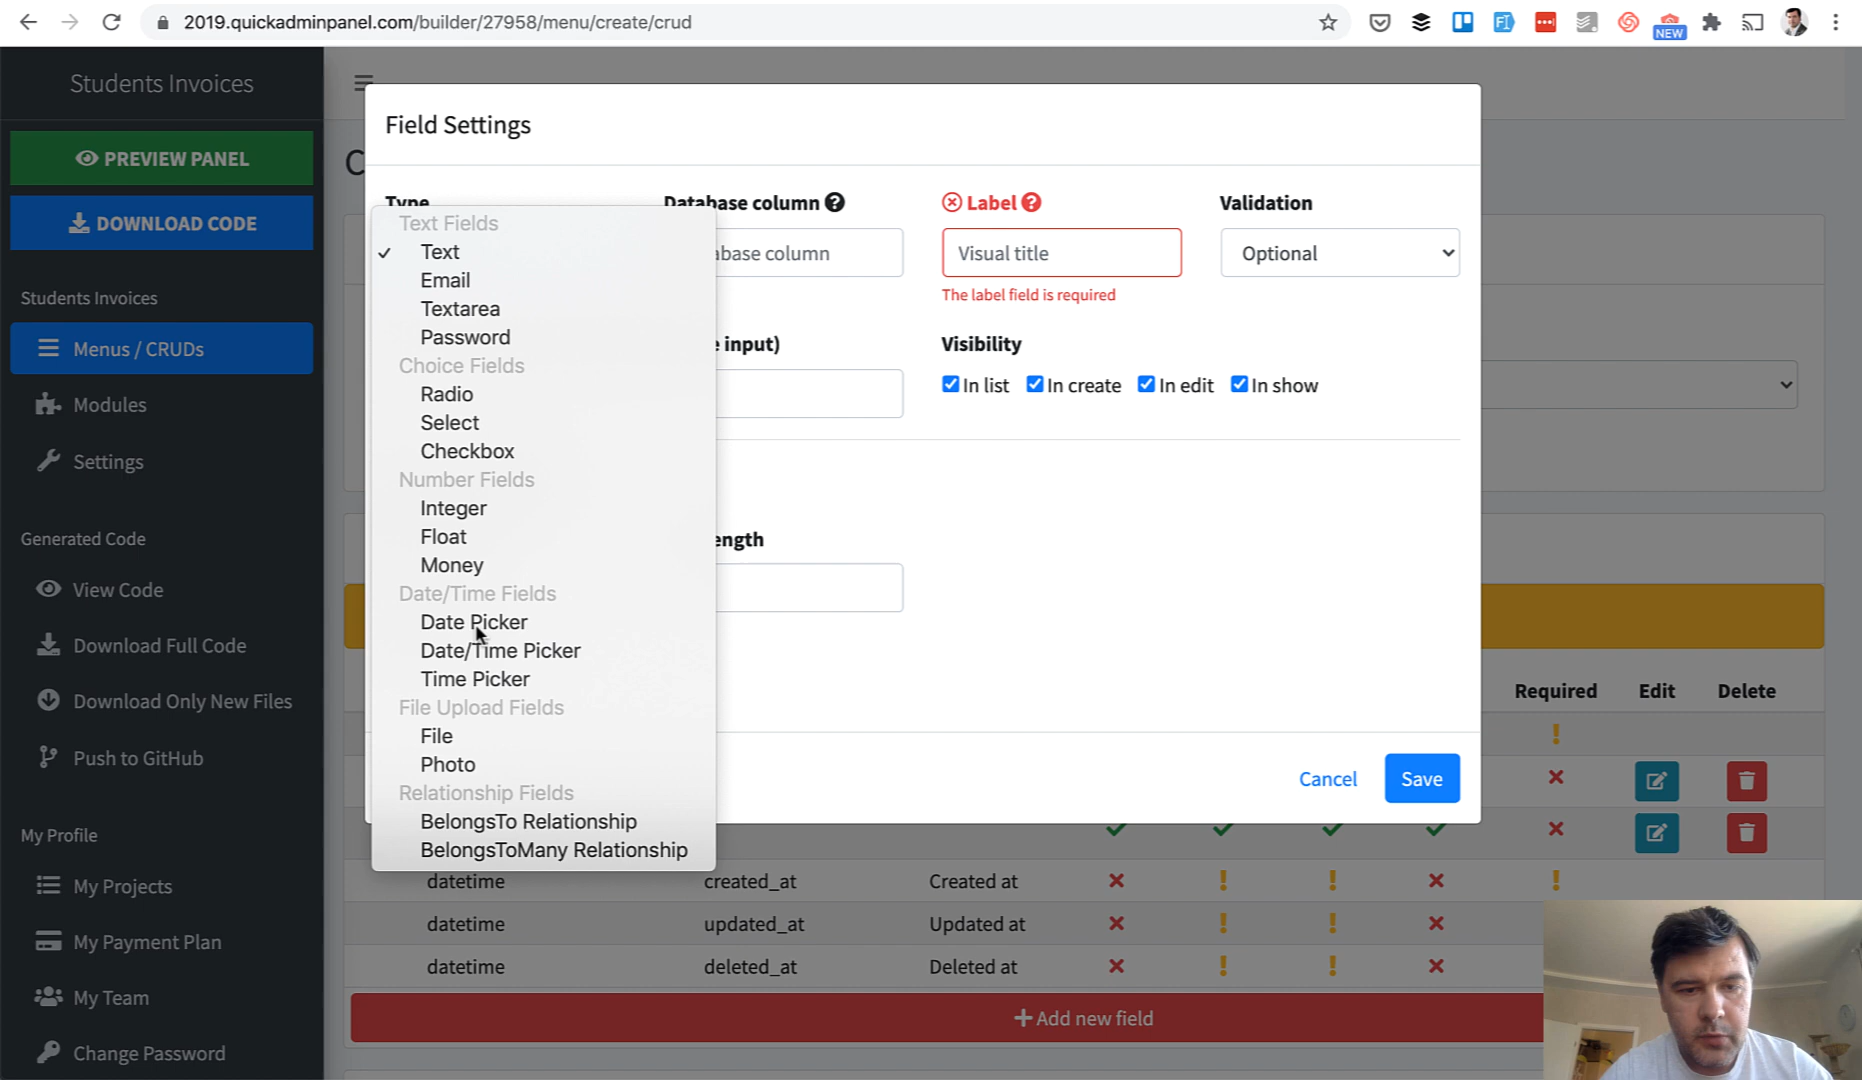 2019.quickadminpanel.com/builder/27958/menu/create/crud
NEW
Students Invoices
PREVIEW PANEL
DOWNLOAD CODE
Students Invoices
Menus / CRUDs
Modules
Settings
Generated Code
View Code
Download Full Code
Download Only New Files
Push to GitHub
My Profile
My Projects
My Payment Plan
My Team
Change Password
Field Settings
Type
Database column
Label
Validation
Text Fields
Text
Email
Textarea
Password
Choice Fields
Radio
Select
Checkbox
Number Fields
Integer
Float
Money
Date/Time Fields
Date Picker
Date/Time Picker
Time Picker
File Upload Fields
File
Photo
Relationship Fields
BelongsTo Relationship
BelongsToMany Relationship
abase column
Visual title
Optional
The label field is required
input)
Visibility
In list In create In edit In show
ength
Cancel
Save
Required Edit Delete
datetime created_at Created at
datetime updated_at Updated at
datetime deleted_at Deleted at
Add new field